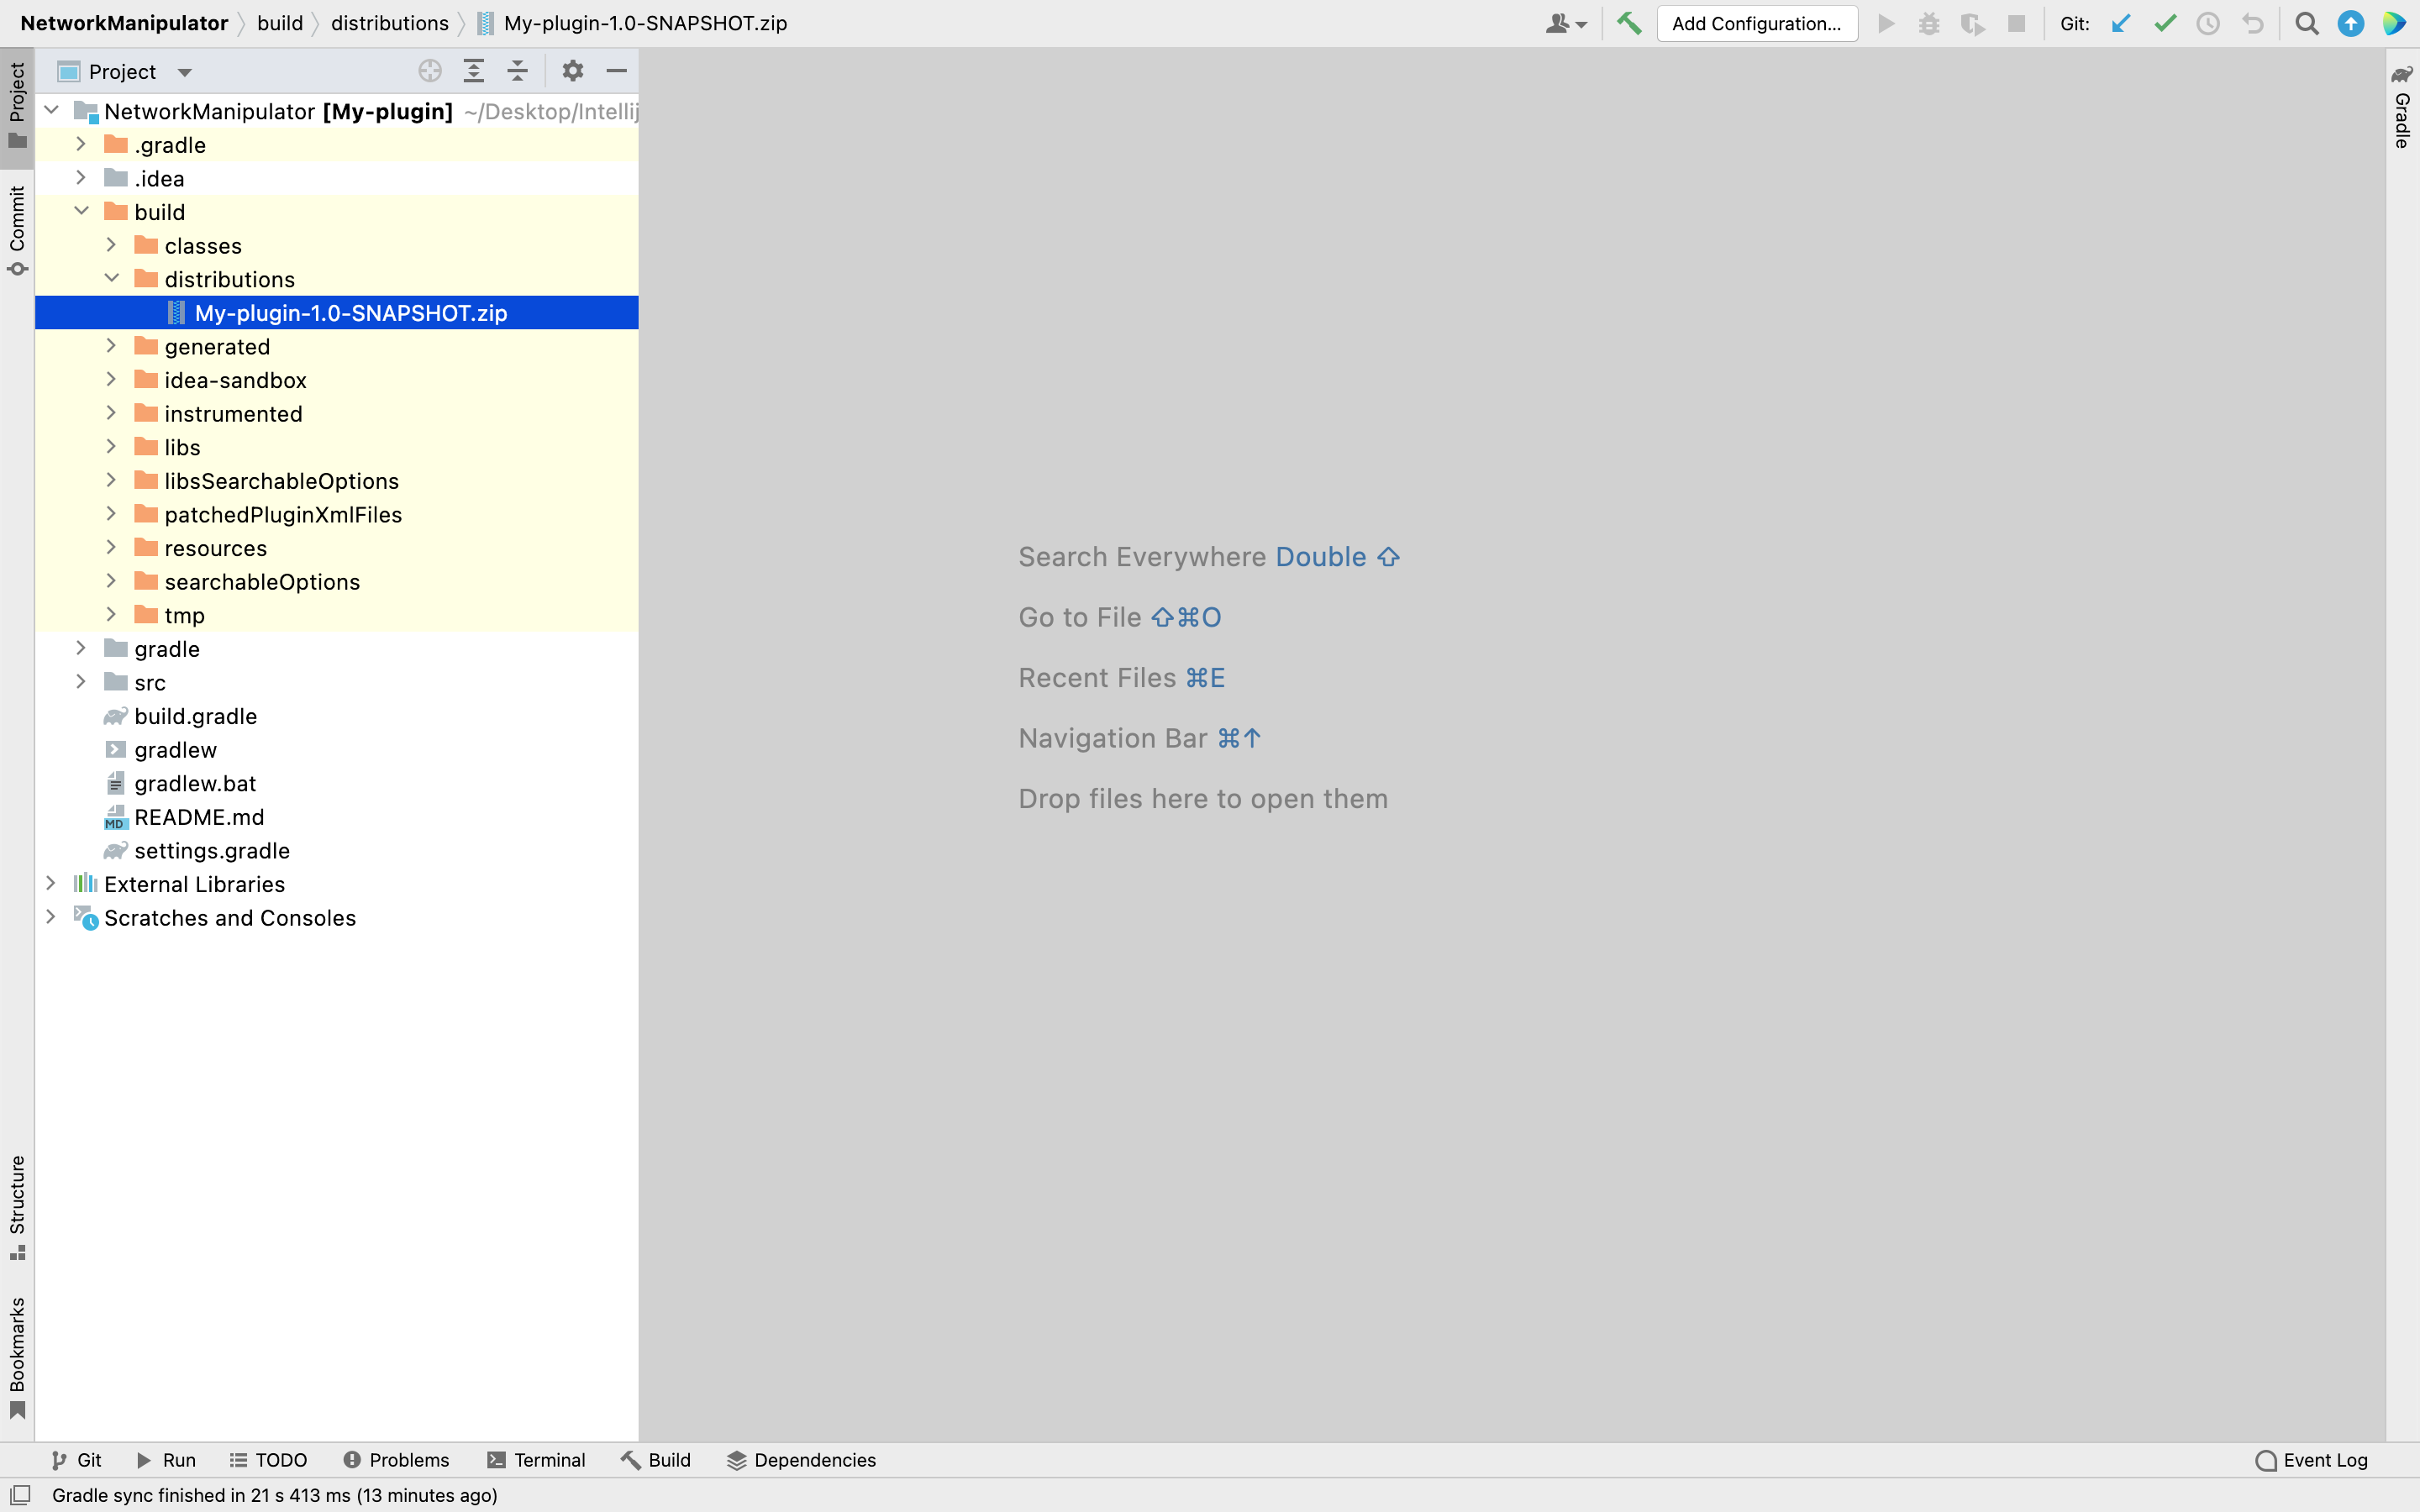 NetworkManipulator build distributions My-plugin-1.0-SNAPSHOT.zip
Add Configuration...
Git:
Project
Project
Commit
Structure
Bookmarks
NetworkManipulator [My-plugin] ~/Desktop/Intellij
.gradle
.idea
build
classes
distributions
My-plugin-1.0-SNAPSHOT.zip
generated
idea-sandbox
instrumented
libs
libsSearchableOptions
patchedPluginXmlFiles
resources
searchableOptions
tmp
gradle
src
build.gradle
gradlew
gradlew.bat
MD README.md
settings.gradle
External Libraries
Scratches and Consoles
Search Everywhere Double ⇧
Go to File ⇧⌘O
Recent Files ⌘E
Navigation Bar ⌘↑
Drop files here to open them
Gradle
Git Run TODO Problems Terminal Build Dependencies Event Log
Gradle sync finished in 21 s 413 ms (13 minutes ago)